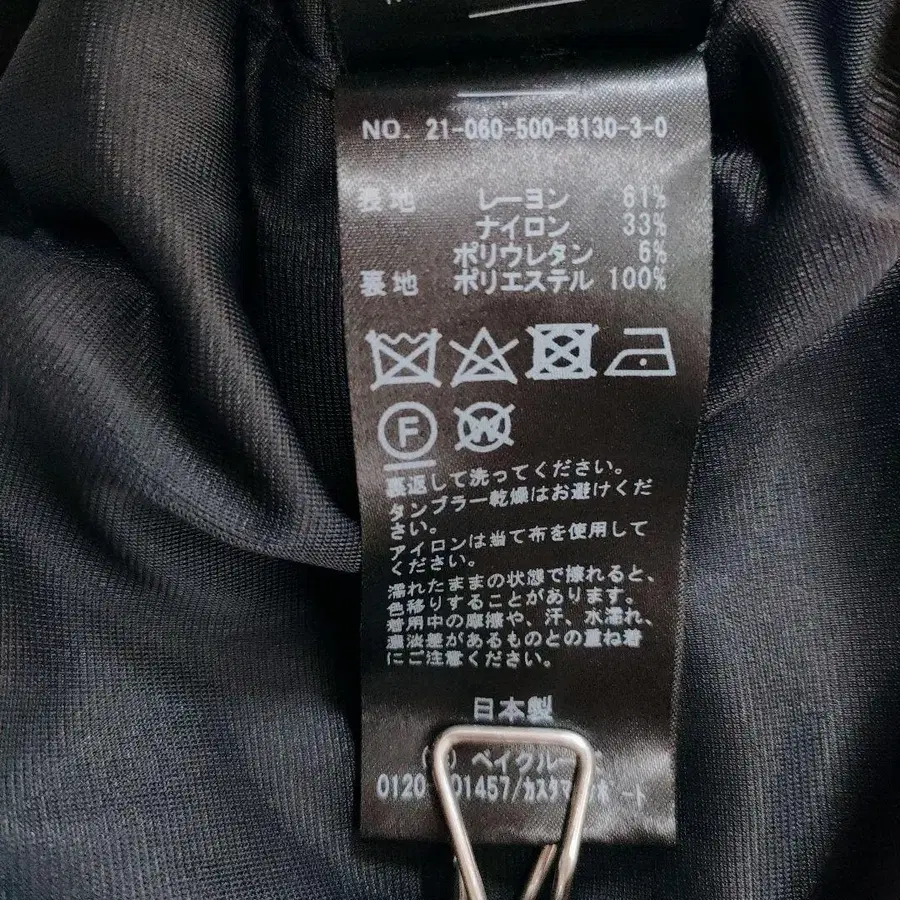 NO. 21-060-500-8130-3-0
表地 レーヨン 61%
ナイロン 33%
ポリウレタン 6%
裏地 ポリエステル 100%
F W
裏返して洗ってください。
タンブラー乾燥はお避けくだ
さい。
アイロンは当て布を使用して
ください。
濡れたままの状態で擦れると、
色移りすることがあります。
着用中の摩擦や、汗、水濡れ、
濃淡差があるものとの重ね着
にご注意ください。
日本製
ベイクルーズ
0120 01457/カスタマーサポート